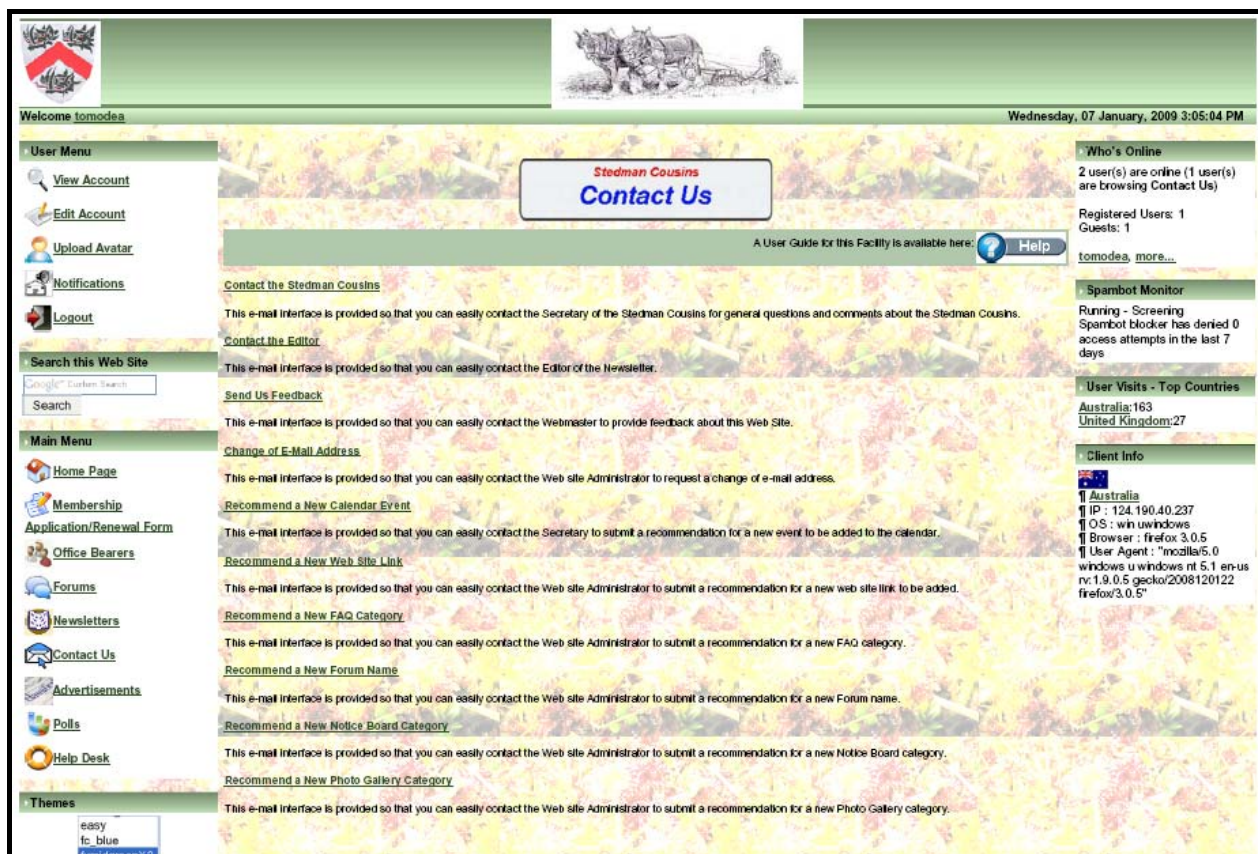 Welcome tomodea
Wednesday, 07 January, 2009 3:05:04 PM
User Menu
View Account
Edit Account
Upload Avatar
Notifications
Logout
Search this Web Site
Google™ Custom Search
Search
Main Menu
Home Page
Membership
Application/Renewal Form
Office Bearers
Forums
Newsletters
Contact Us
Advertisements
Polls
Help Desk
Themes
easy
fc_blue
Stedman Cousins
Contact Us
A User Guide for this Facility is available here:
Help
Contact the Stedman Cousins
This e-mail interface is provided so that you can easily contact the Secretary of the Stedman Cousins for general questions and comments about the Stedman Cousins.
Contact the Editor
This e-mail interface is provided so that you can easily contact the Editor of the Newsletter.
Send Us Feedback
This e-mail interface is provided so that you can easily contact the Webmaster to provide feedback about this Web Site.
Change of E-Mail Address
This e-mail interface is provided so that you can easily contact the Web site Administrator to request a change of e-mail address.
Recommend a New Calendar Event
This e-mail interface is provided so that you can easily contact the Secretary to submit a recommendation for a new event to be added to the calendar.
Recommend a New Web Site Link
This e-mail interface is provided so that you can easily contact the Web site Administrator to submit a recommendation for a new web site link to be added.
Recommend a New FAQ Category
This e-mail interface is provided so that you can easily contact the Web site Administrator to submit a recommendation for a new FAQ category.
Recommend a New Forum Name
This e-mail interface is provided so that you can easily contact the Web site Administrator to submit a recommendation for a new Forum name.
Recommend a New Notice Board Category
This e-mail interface is provided so that you can easily contact the Web site Administrator to submit a recommendation for a new Notice Board category.
Recommend a New Photo Gallery Category
This e-mail interface is provided so that you can easily contact the Web site Administrator to submit a recommendation for a new Photo Gallery category.
Who's Online
2 user(s) are online (1 user(s)
are browsing Contact Us)
Registered Users: 1
Guests: 1
tomodea, more...
Spambot Monitor
Running - Screening
Spambot blocker has denied 0
access attempts in the last 7
days
User Visits - Top Countries
Australia:163
United Kingdom:27
Client Info
¶ Australia
¶ IP : 124.190.40.237
¶ OS : win uwindows
¶ Browser : firefox 3.0.5
¶ User Agent : "mozilla/5.0
windows u windows nt 5.1 en-us
rv:1.9.0.5 gecko/2008120122
firefox/3.0.5"